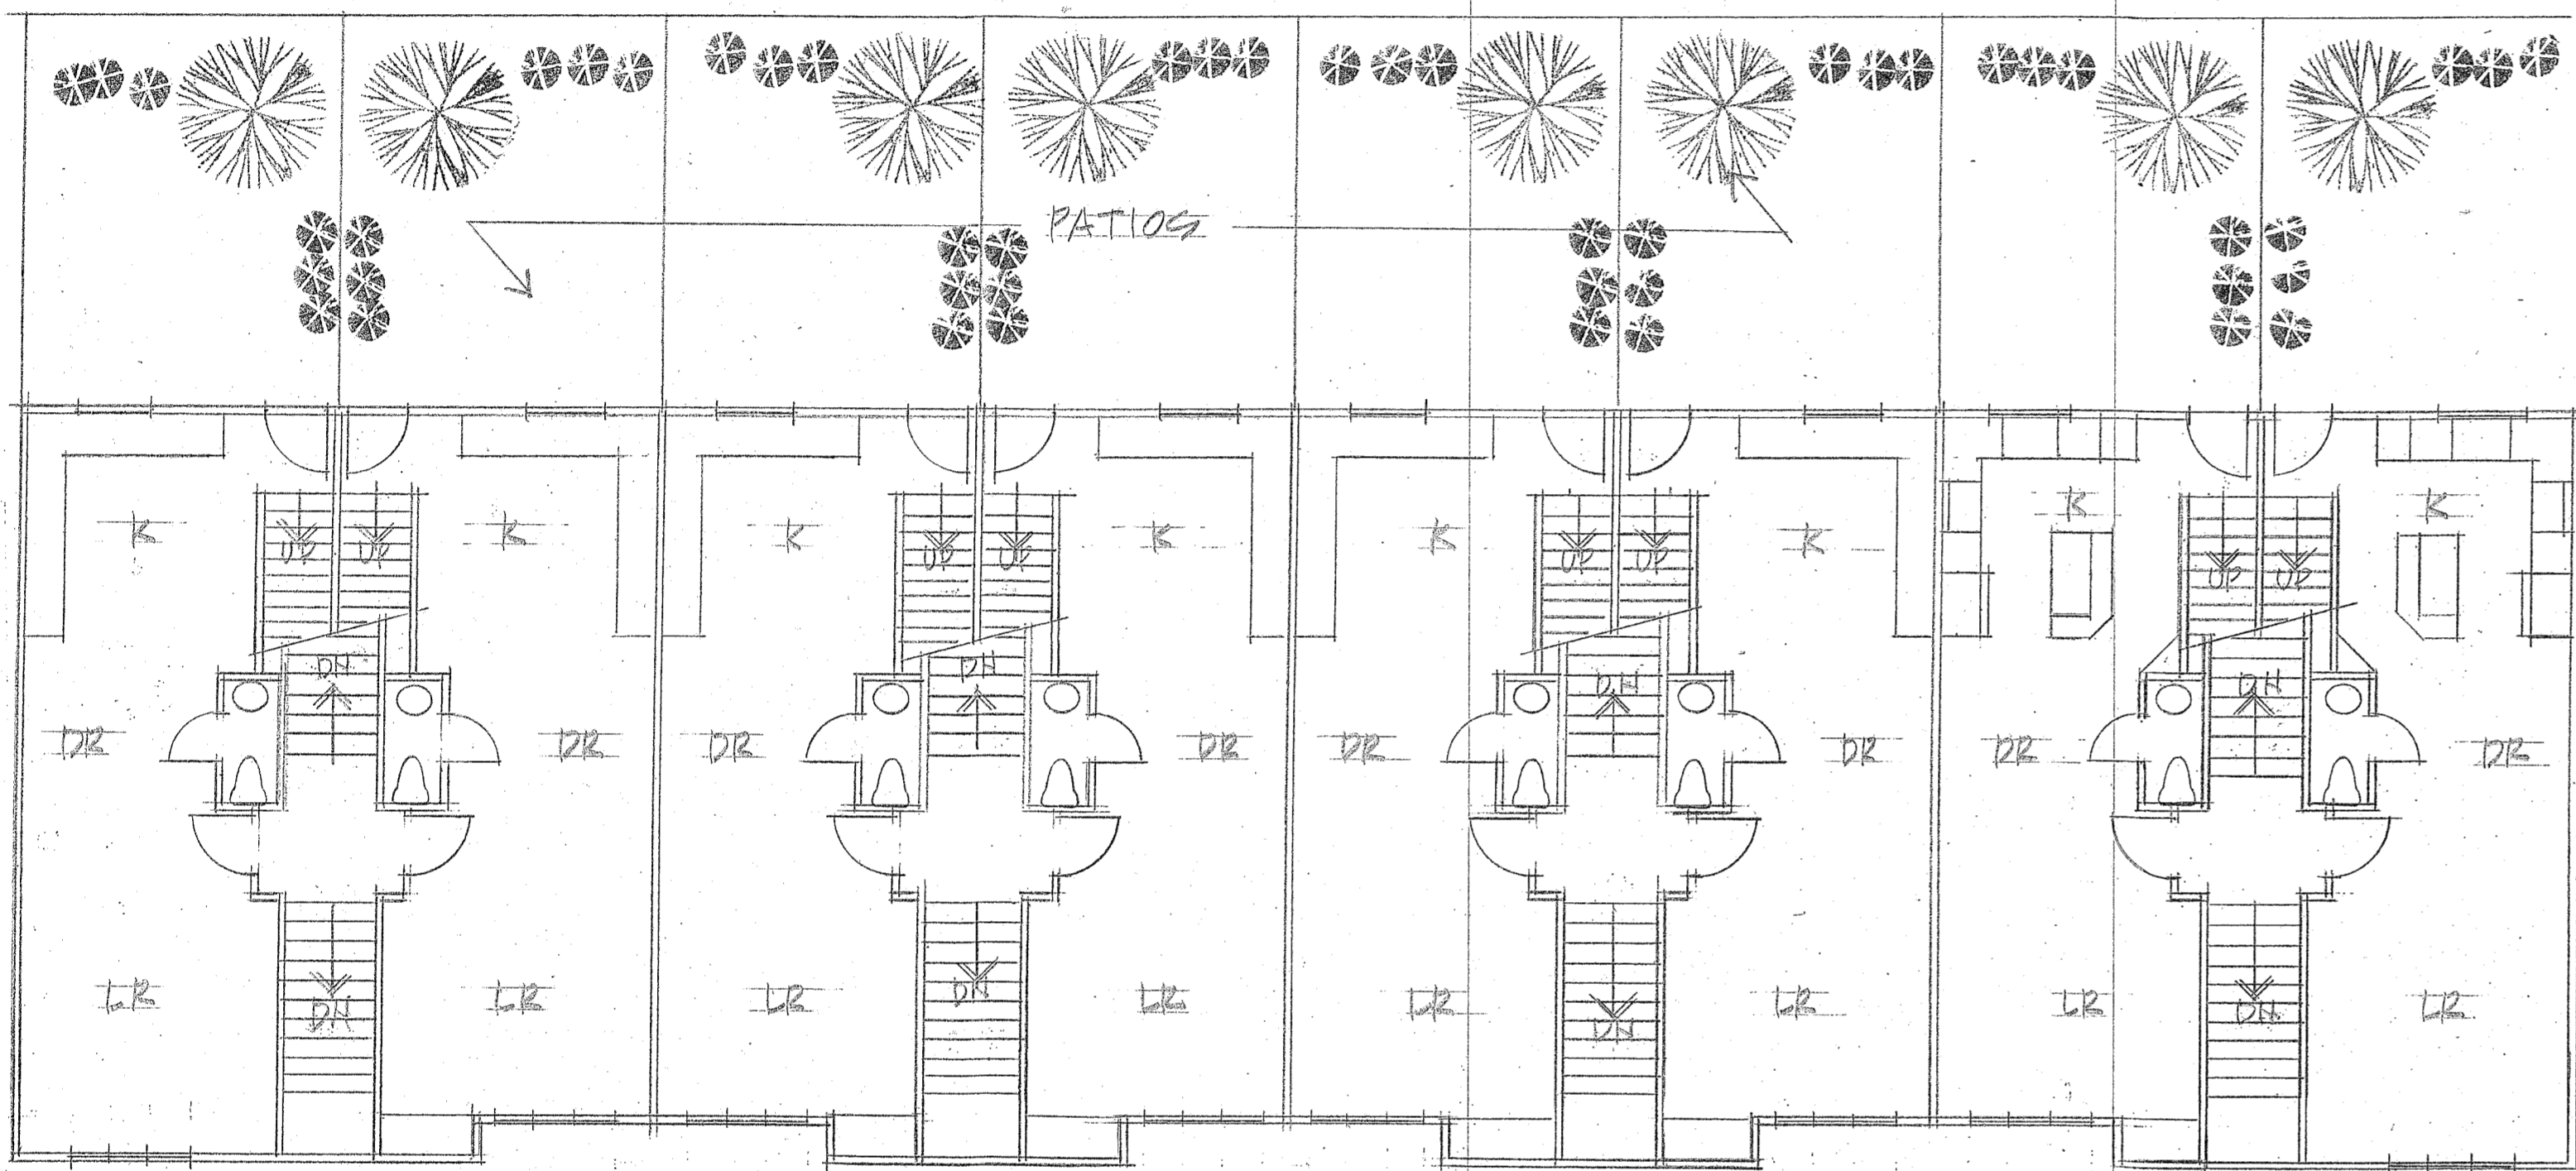 PATIOS
K K K K K K K K
UP UP UP UP UP UP UP UP
DN DN DN DN
DR DR DR DR DR DR DR DR
LR LR LR LR LR LR LR LR
DN DN DN DN